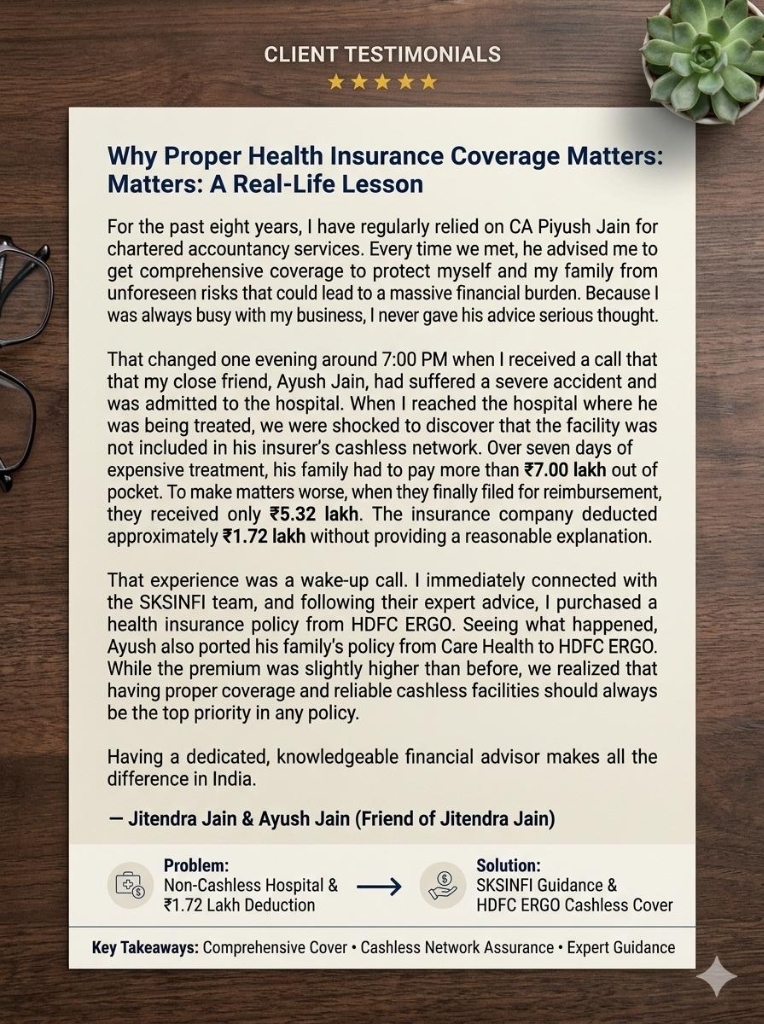 CLIENT TESTIMONIALS
Why Proper Health Insurance Coverage Matters:
Matters: A Real-Life Lesson
For the past eight years, I have regularly relied on CA Piyush Jain for
chartered accountancy services. Every time we met, he advised me to
get comprehensive coverage to protect myself and my family from
unforeseen risks that could lead to a massive financial burden. Because I
was always busy with my business, I never gave his advice serious thought.
That changed one evening around 7:00 PM when I received a call that
that my close friend, Ayush Jain, had suffered a severe accident and
was admitted to the hospital. When I reached the hospital where he
was being treated, we were shocked to discover that the facility was
not included in his insurer's cashless network. Over seven days of
expensive treatment, his family had to pay more than ₹7.00 lakh out of
pocket. To make matters worse, when they finally filed for reimbursement,
they received only ₹5.32 lakh. The insurance company deducted
approximately ₹1.72 lakh without providing a reasonable explanation.
That experience was a wake-up call. I immediately connected with
the SKSINFI team, and following their expert advice, I purchased a
health insurance policy from HDFC ERGO. Seeing what happened,
Ayush also ported his family's policy from Care Health to HDFC ERGO.
While the premium was slightly higher than before, we realized that
having proper coverage and reliable cashless facilities should always
be the top priority in any policy.
Having a dedicated, knowledgeable financial advisor makes all the
difference in India.
— Jitendra Jain & Ayush Jain (Friend of Jitendra Jain)
Problem:
Non-Cashless Hospital &
₹1.72 Lakh Deduction
Solution:
SKSINFI Guidance &
HDFC ERGO Cashless Cover
Key Takeaways: Comprehensive Cover • Cashless Network Assurance • Expert Guidance